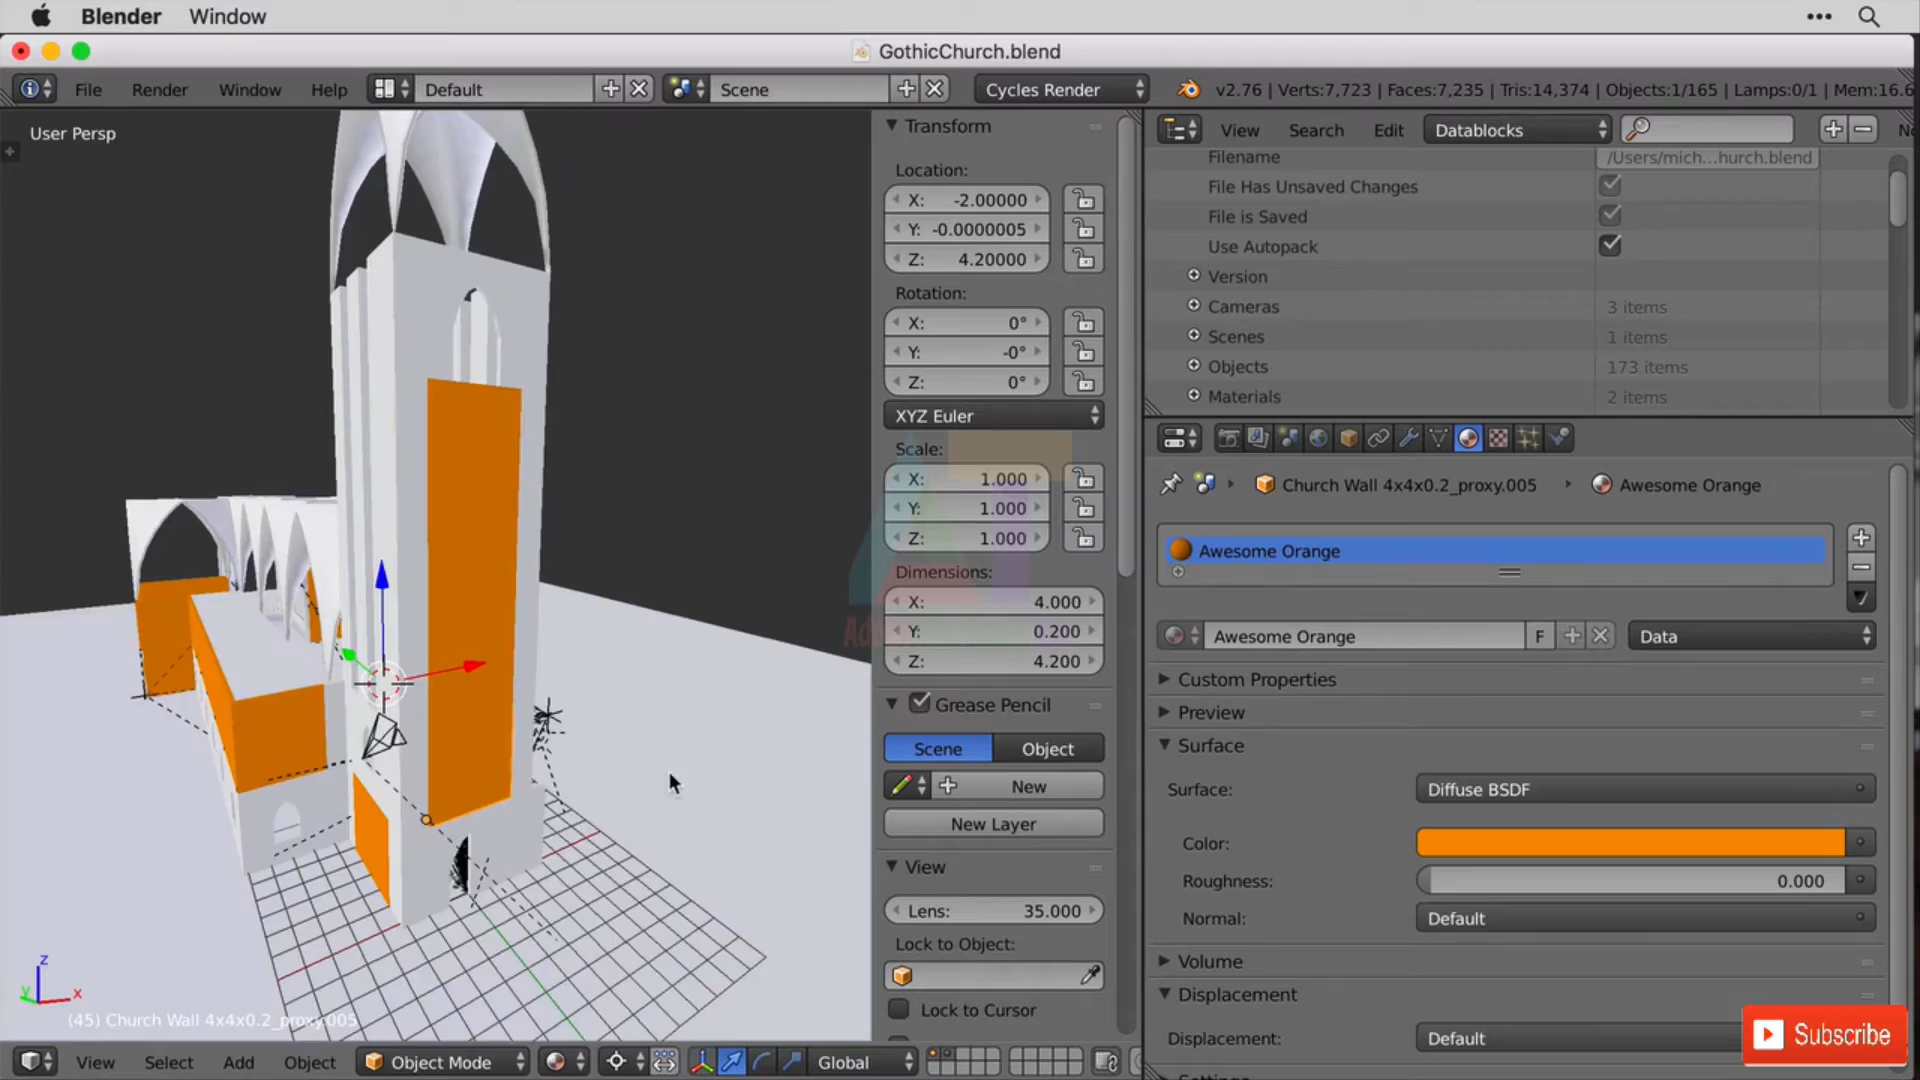 Blender Window
GothicChurch.blend
File Render Window Help Default Scene Cycles Render v2.76 | Verts:7,723 | Faces:7,235 | Tris:14,374 | Objects:1/165 | Lamps:0/1 | Mem:16.6
User Persp
Transform
Location:
X: -2.00000
Y: -0.0000005
Z: 4.20000
Rotation:
X: 0°
Y: -0°
Z: 0°
XYZ Euler
Scale:
X: 1.000
Y: 1.000
Z: 1.000
Dimensions:
X: 4.000
Y: 0.200
Z: 4.200
Grease Pencil
Scene Object
New
New Layer
View
Lens: 35.000
Lock to Object:
Lock to Cursor
View Search Edit Datablocks
Filename /Users/mich...hurch.blend
File Has Unsaved Changes
File is Saved
Use Autopack
Version
Cameras 3 items
Scenes 1 items
Objects 173 items
Materials 2 items
Church Wall 4x4x0.2_proxy.005 Awesome Orange
Awesome Orange
Awesome Orange F Data
Custom Properties
Preview
Surface
Surface: Diffuse BSDF
Color:
Roughness: 0.000
Normal: Default
Volume
Displacement
Displacement: Default
Subscribe
z
y x
(45) Church Wall 4x4x0.2_proxy.005
View Select Add Object Object Mode Global